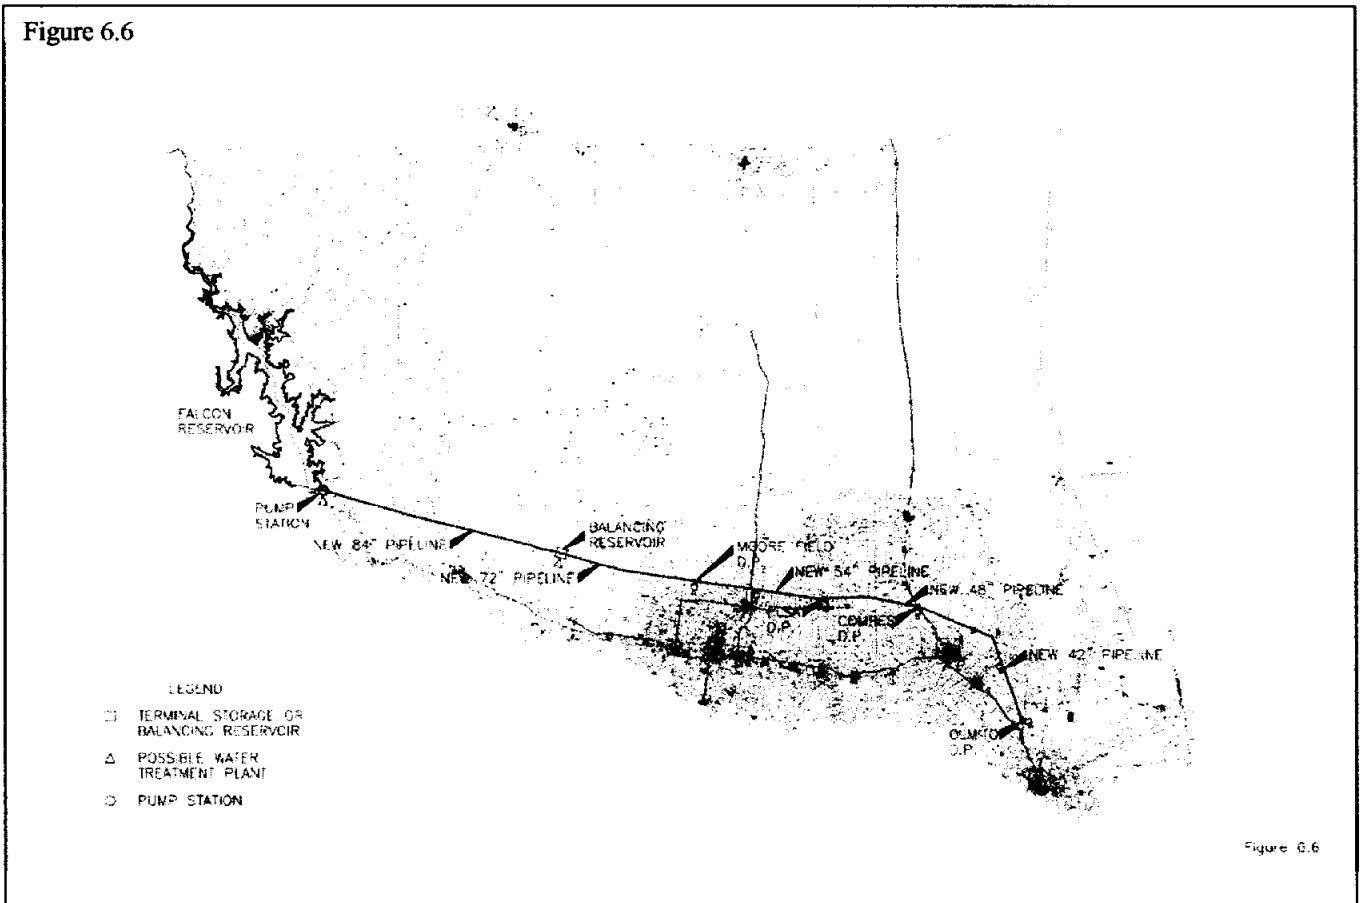 Figure 6.6
FALCON
RESERVOIR
PUMP
STATION
NEW 84" PIPELINE
BALANCING
RESERVOIR
NEW 72" PIPELINE
MOORE FIELD
D.P.
NEW 54" PIPELINE
ELSA
D.P.
NEW 48" PIPELINE
COMBES
D.P.
NEW 42" PIPELINE
OLMITO
D.P.
LEGEND
TERMINAL STORAGE OR
BALANCING RESERVOIR
POSSIBLE WATER
TREATMENT PLANT
PUMP STATION
Figure 6.6